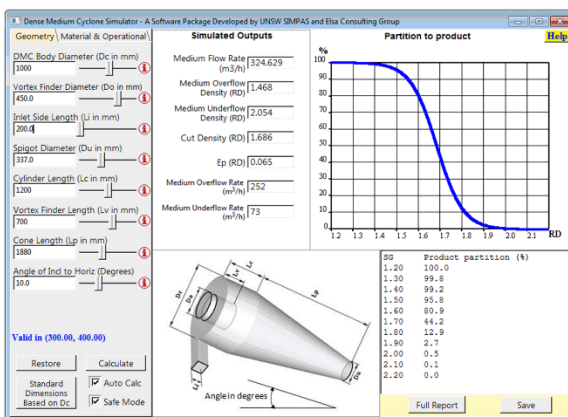 Dense Medium Cyclone Simulator - A Software Package Developed by UNSW SIMPAS and Elsa Consulting Group
Geometry
Material & Operational
DMC Body Diameter (Dc in mm)
1000
Vortex Finder Diameter (Do in mm)
450.0
Inlet Side Length (Li in mm)
200.0
Spigot Diameter (Du in mm)
337.0
Cylinder Length (Lc in mm)
1200
Vortex Finder Length (Lv in mm)
700
Cone Length (Lp in mm)
1880
Angle of Ind to Horiz (Degrees)
10.0
Valid in (300.00, 400.00)
Restore
Calculate
Standard
Dimensions
Based on Dc
Auto Calc
Safe Mode
Simulated Outputs
Medium Flow Rate
(m3/h)
324.629
Medium Overflow
Density (RD)
1.468
Medium Underflow
Density (RD)
2.054
Cut Density (RD)
1.686
Ep (RD)
0.065
Medium Overflow Rate
(m³/h)
252
Medium Underflow Rate
(m³/h)
73
Partition to product
Help
%
100
90
80
70
60
50
40
30
20
10
0
1.2 1.3 1.4 1.5 1.6 1.7 1.8 1.9 2.0 2.1 RD
Dc
Do
Lv
Lc
Lp
Li
Du
Angle in degrees
SG Product partition (%)
1.20 100.0
1.30 99.8
1.40 99.2
1.50 95.8
1.60 80.9
1.70 44.2
1.80 12.9
1.90 2.7
2.00 0.5
2.10 0.1
2.20 0.0
Full Report
Save